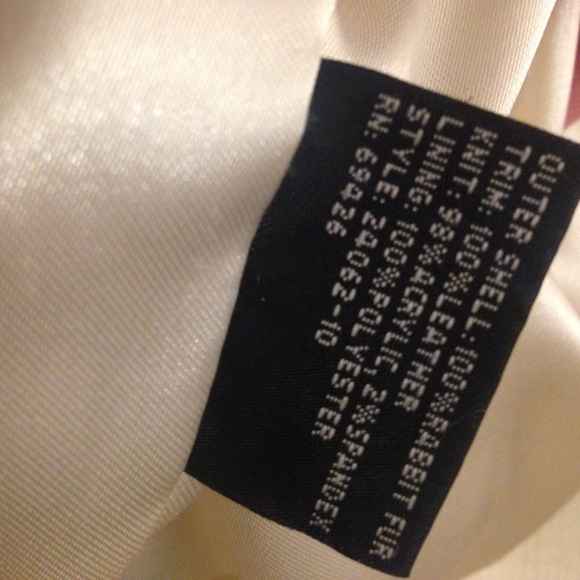 OUTER SHELL: 100% RABBIT FUR
TRIM: 100% LEATHER
KNIT: 98% ACRYLIC, 2% SPANDEX
LINING: 100% POLYESTER
STYLE: 24062-10
RN: 69426